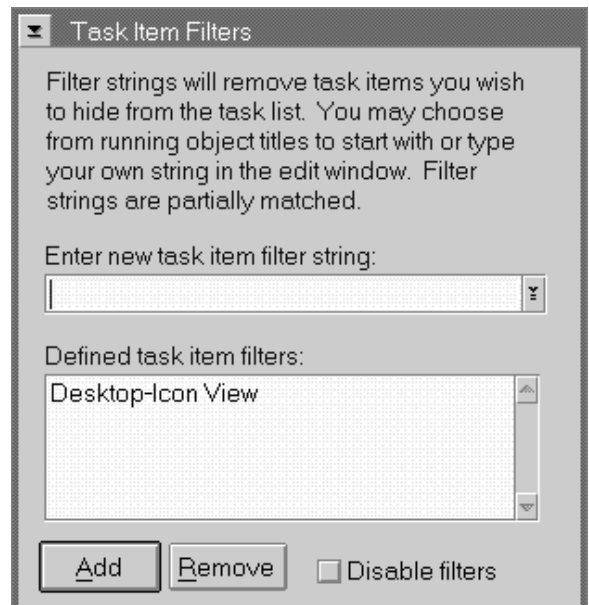 Task Item Filters
Filter strings will remove task items you wish
to hide from the task list.  You may choose
from running object titles to start with or type
your own string in the edit window.  Filter
strings are partially matched.
Enter new task item filter string:
Defined task item filters:
Desktop-Icon View
Add Remove Disable filters